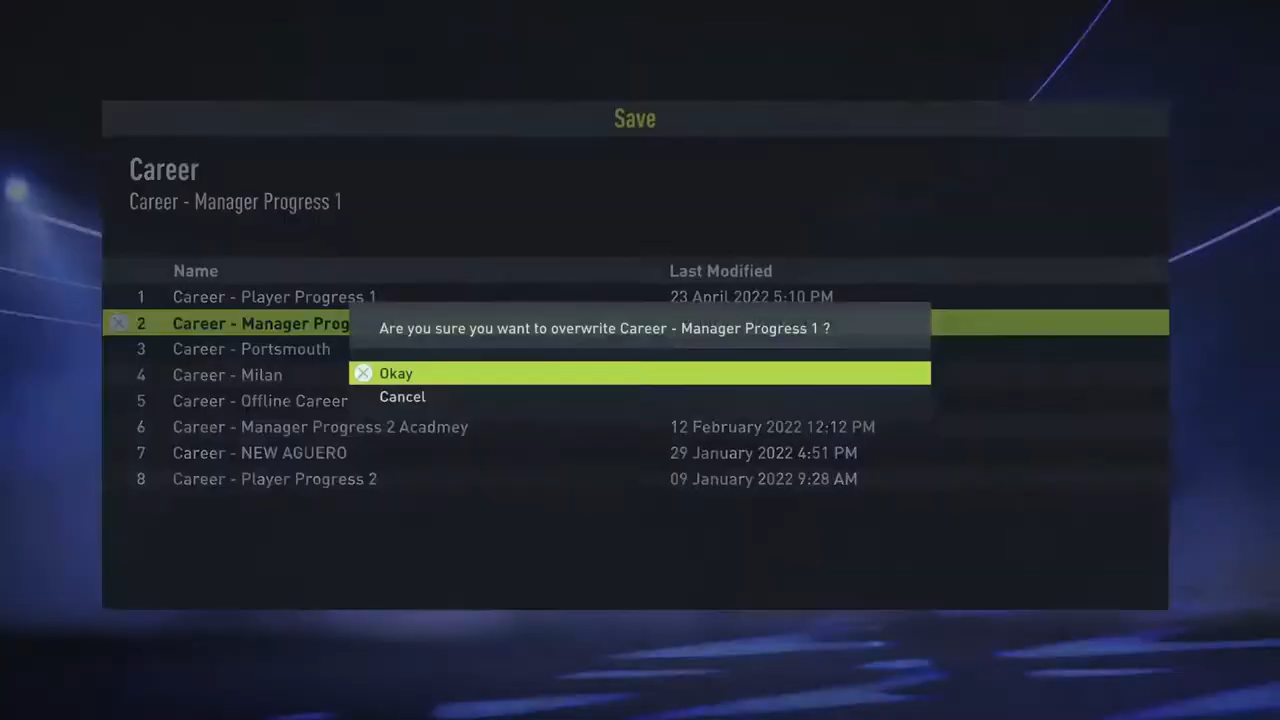 Save
Career
Career - Manager Progress 1
Name Last Modified
1 Career - Player Progress 1 23 April 2022 5:10 PM
2 Career - Manager Prog
Are you sure you want to overwrite Career - Manager Progress 1 ?
3 Career - Portsmouth
4 Career - Milan
Okay
Cancel
5 Career - Offline Career
6 Career - Manager Progress 2 Acadmey 12 February 2022 12:12 PM
7 Career - NEW AGUERO 29 January 2022 4:51 PM
8 Career - Player Progress 2 09 January 2022 9:28 AM